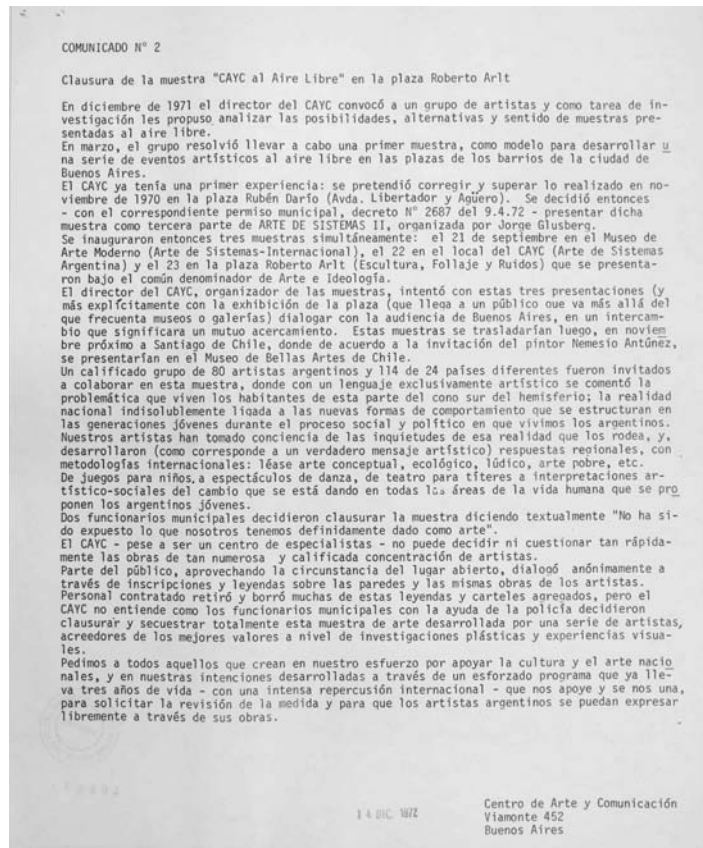 COMUNICADO N° 2
Clausura de la muestra "CAYC al Aire Libre" en la plaza Roberto Arlt
En diciembre de 1971 el director del CAYC convocó a un grupo de artistas y como tarea de in-
vestigación les propuso analizar las posibilidades, alternativas y sentido de muestras pre-
sentadas al aire libre.
En marzo, el grupo resolvió llevar a cabo una primera muestra, como modelo para desarrollar u
na serie de eventos artísticos al aire libre en las plazas de los barrios de la ciudad de
Buenos Aires.
El CAYC ya tenía una primera experiencia: se pretendió corregir y superar lo realizado en no-
viembre de 1970 en la plaza Rubén Darío (Avda. Libertador y Agüero). Se decidió entonces
- con el correspondiente permiso municipal, decreto N° 2687 del 9.4.72 - presentar dicha
muestra como tercera parte de ARTE DE SISTEMAS II, organizada por Jorge Glusberg.
Se inauguraron entonces tres muestras simultáneamente: el 21 de septiembre en el Museo de
Arte Moderno (Arte de Sistemas-Internacional), el 22 en el local del CAYC (Arte de Sistemas
Argentina) y el 23 en la plaza Roberto Arlt (Escultura, Follaje y Ruidos) que se presenta-
ron bajo el común denominador de Arte e Ideología.
El director del CAYC, organizador de las muestras, intentó con estas tres presentaciones (y
más explícitamente con la exhibición de la plaza (que llega a un público que va más allá del
que frecuenta museos o galerías) dialogar con la audiencia de Buenos Aires, en un intercam-
bio que significara un mutuo acercamiento. Estas muestras se trasladarían luego, en noviem
bre próximo a Santiago de Chile, donde de acuerdo a la invitación del pintor Nemesio Antúnez,
se presentarían en el Museo de Bellas Artes de Chile.
Un calificado grupo de 80 artistas argentinos y 114 de 24 países diferentes fueron invitados
a colaborar en esta muestra, donde con un lenguaje exclusivamente artístico se comentó la
problemática que viven los habitantes de esta parte del cono sur del hemisferio; la realidad
nacional indisolublemente ligada a las nuevas formas de comportamiento que se estructuran en
las generaciones jóvenes durante el proceso social y político en que vivimos los argentinos.
Nuestros artistas han tomado conciencia de las inquietudes de esa realidad que los rodea, y,
desarrollaron (como corresponde a un verdadero mensaje artístico) respuestas regionales, con
metodologías internacionales: léase arte conceptual, ecológico, lúdico, arte pobre, etc.
De juegos para niños, a espectáculos de danza, de teatro para títeres a interpretaciones ar-
tístico-sociales del cambio que se está dando en todas las áreas de la vida humana que se pro
ponen los argentinos jóvenes.
Dos funcionarios municipales decidieron clausurar la muestra diciendo textualmente "No ha si-
do expuesto lo que nosotros tenemos definidamente dado como arte".
El CAYC - pese a ser un centro de especialistas - no puede decidir ni cuestionar tan rápida-
mente las obras de tan numerosa y calificada concentración de artistas.
Parte del público, aprovechando la circunstancia del lugar abierto, dialogó anónimamente a
través de inscripciones y leyendas sobre las paredes y las mismas obras de los artistas.
Personal contratado retiró y borró muchas de estas leyendas y carteles agregados, pero el
CAYC no entiende como los funcionarios municipales con la ayuda de la policía decidieron
clausurar y secuestrar totalmente esta muestra de arte desarrollada por una serie de artistas,
acreedores de los mejores valores a nivel de investigaciones plásticas y experiencias visua-
les.
Pedimos a todos aquellos que crean en nuestro esfuerzo por apoyar la cultura y el arte nacio
nales, y en nuestras intenciones desarrolladas a través de un esforzado programa que ya lle-
va tres años de vida - con una intensa repercusión internacional - que nos apoye y se nos una,
para solicitar la revisión de la medida y para que los artistas argentinos se puedan expresar
libremente a través de sus obras.
14 DIC. 1972
Centro de Arte y Comunicación
Viamonte 452
Buenos Aires